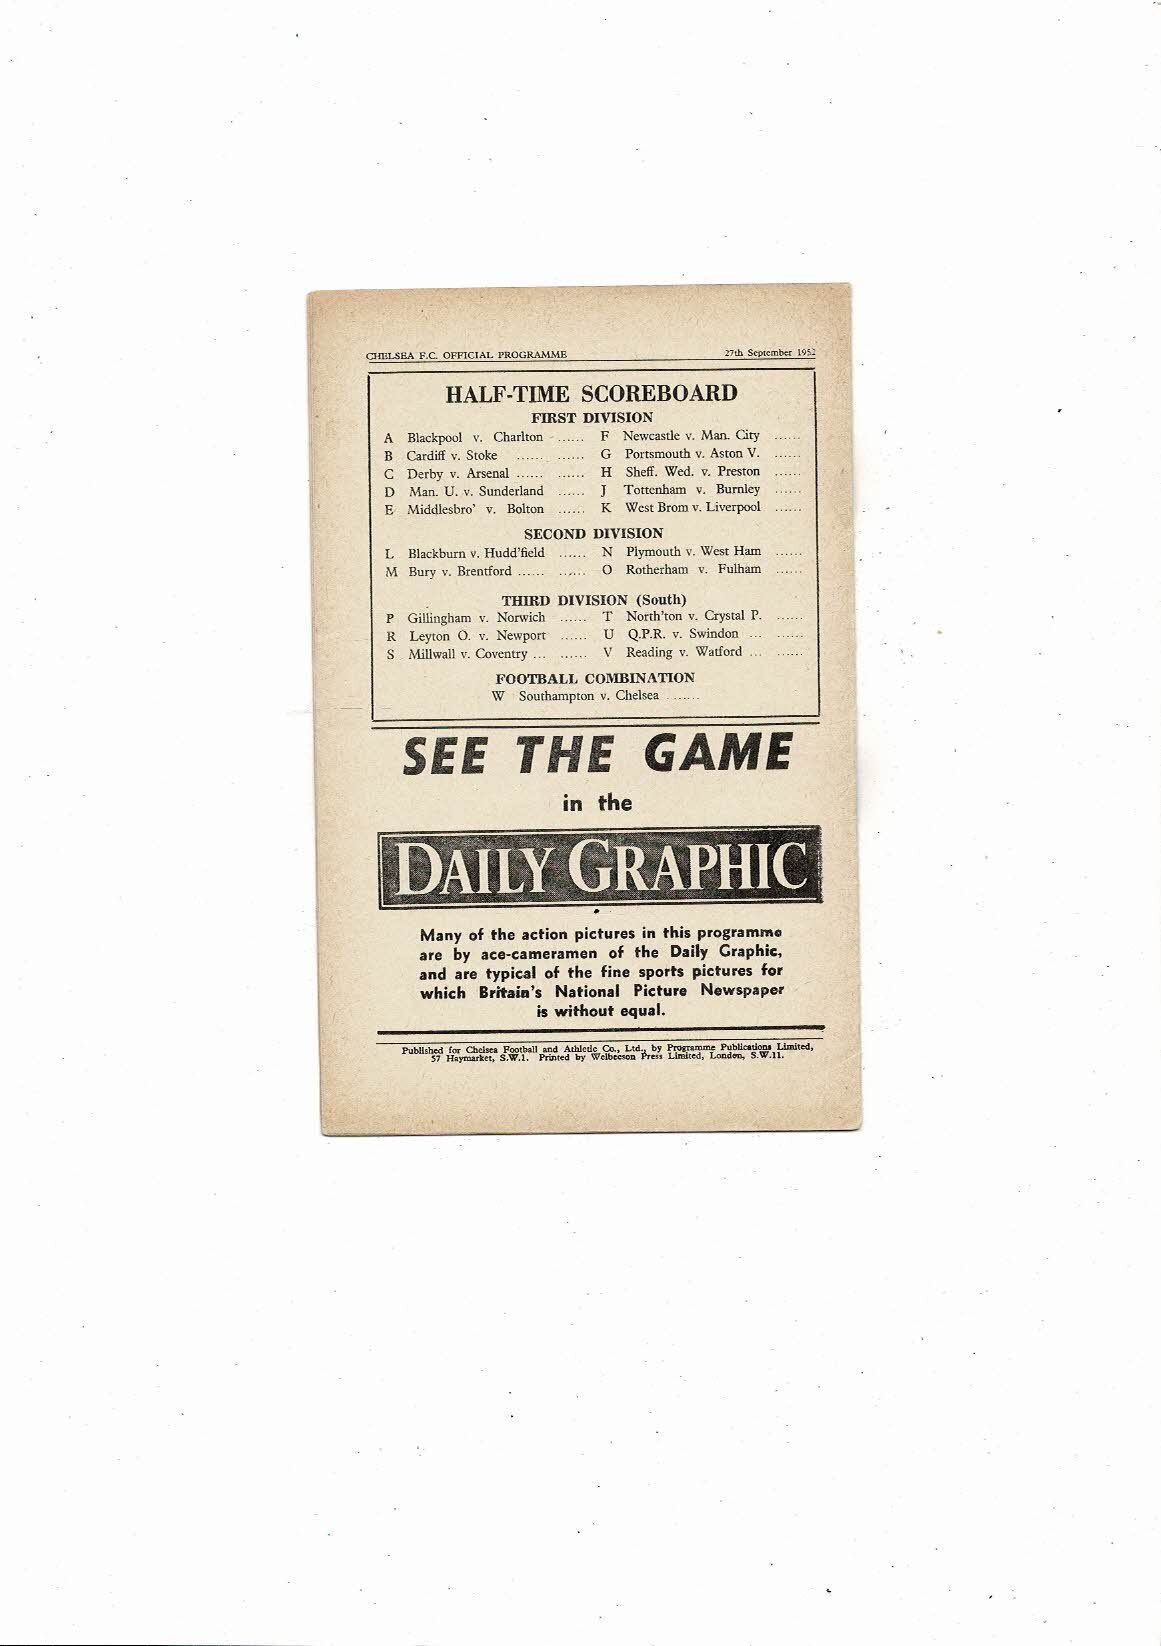 CHELSEA F.C. OFFICIAL PROGRAMME 27th September 1952
HALF-TIME SCOREBOARD
FIRST DIVISION
A Blackpool v. Charlton ...... F Newcastle v. Man. City ......
B Cardiff v. Stoke ...... ...... G Portsmouth v. Aston V. ......
C Derby v. Arsenal ...... ...... H Sheff. Wed. v. Preston ......
D Man. U. v. Sunderland ...... J Tottenham v. Burnley ......
E Middlesbro' v. Bolton ...... K West Brom v. Liverpool ......
SECOND DIVISION
L Blackburn v. Hudd'field ...... N Plymouth v. West Ham ......
M Bury v. Brentford ...... ...... O Rotherham v. Fulham ......
THIRD DIVISION (South)
P Gillingham v. Norwich ...... T North'ton v. Crystal P. ......
R Leyton O. v. Newport ...... U Q.P.R. v. Swindon ... ......
S Millwall v. Coventry ... ...... V Reading v. Watford ... ......
FOOTBALL COMBINATION
W Southampton v. Chelsea .......
SEE THE GAME
in the
DAILY GRAPHIC
Many of the action pictures in this programme
are by ace-cameramen of the Daily Graphic,
and are typical of the fine sports pictures for
which Britain's National Picture Newspaper
is without equal.
Published for Chelsea Football and Athletic Co., Ltd., by Programme Publications Limited,
57 Haymarket, S.W.1. Printed by Welbecson Press Limited, London, S.W.11.